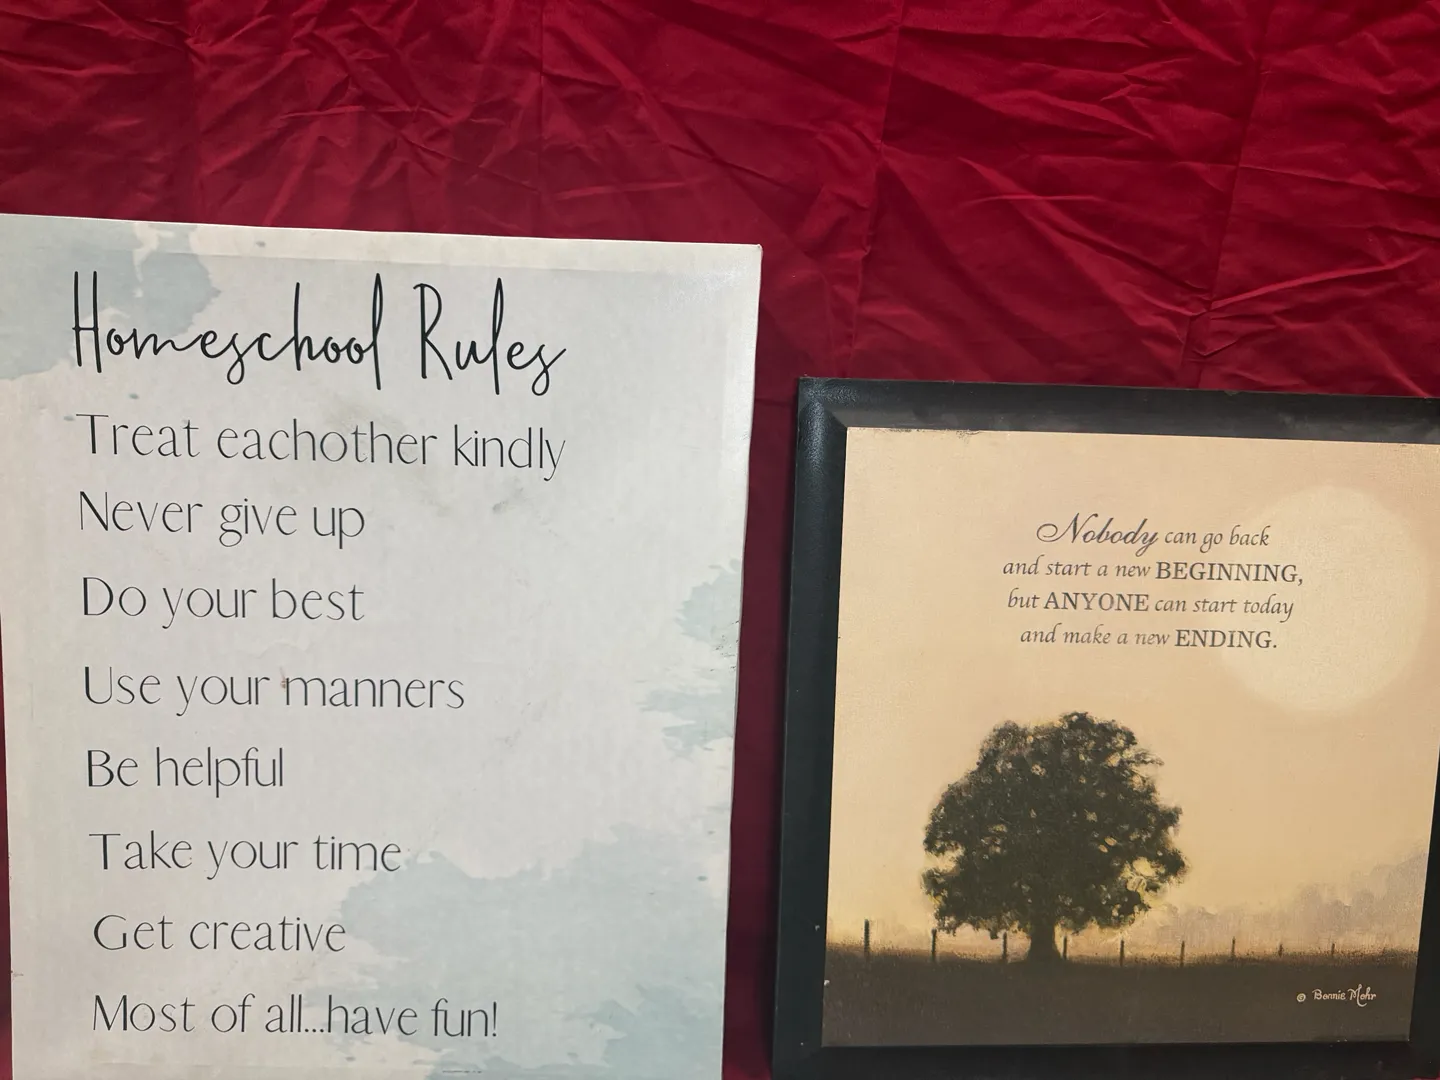 Homeschool Rules
Treat eachother kindly
Never give up
Do your best
Use your manners
Be helpful
Take your time
Get creative
Most of all...have fun!
Nobody can go back
and start a new BEGINNING,
but ANYONE can start today
and make a new ENDING.
© Bonnie Mohr